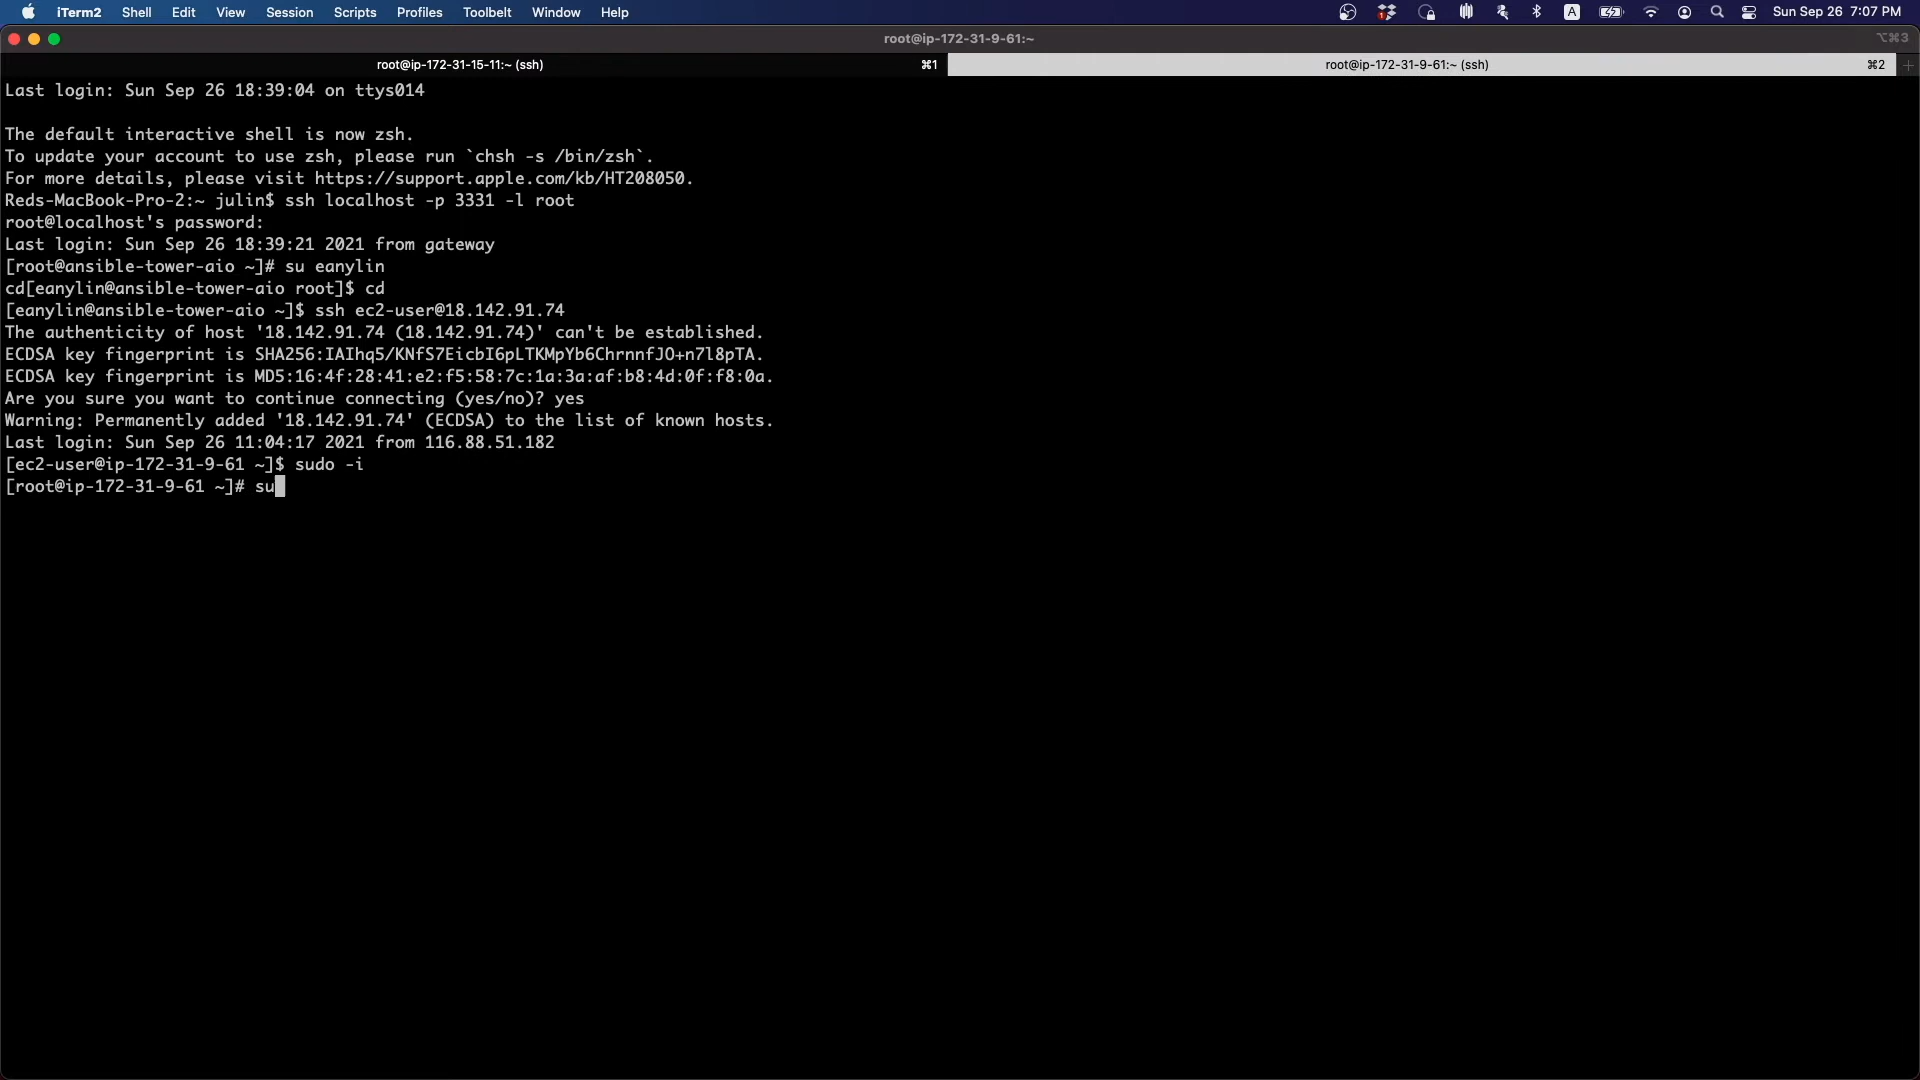 iTerm2 Shell Edit View Session Scripts Profiles Toolbelt Window Help 1 A Sun Sep 26 7:07 PM
root@ip-172-31-9-61:~ ⌥⌘3
root@ip-172-31-15-11:~ (ssh) ⌘1 root@ip-172-31-9-61:~ (ssh) ⌘2 +
Last login: Sun Sep 26 18:39:04 on ttys014
The default interactive shell is now zsh.
To update your account to use zsh, please run `chsh -s /bin/zsh`.
For more details, please visit https://support.apple.com/kb/HT208050.
Reds-MacBook-Pro-2:~ julin$ ssh localhost -p 3331 -l root
root@localhost's password:
Last login: Sun Sep 26 18:39:21 2021 from gateway
[root@ansible-tower-aio ~]# su eanylin
cd[eanylin@ansible-tower-aio root]$ cd
[eanylin@ansible-tower-aio ~]$ ssh ec2-user@18.142.91.74
The authenticity of host '18.142.91.74 (18.142.91.74)' can't be established.
ECDSA key fingerprint is SHA256:IAIhq5/KNfS7EicbI6pLTKMpYb6ChrnnfJO+n7l8pTA.
ECDSA key fingerprint is MD5:16:4f:28:41:e2:f5:58:7c:1a:3a:af:b8:4d:0f:f8:0a.
Are you sure you want to continue connecting (yes/no)? yes
Warning: Permanently added '18.142.91.74' (ECDSA) to the list of known hosts.
Last login: Sun Sep 26 11:04:17 2021 from 116.88.51.182
[ec2-user@ip-172-31-9-61 ~]$ sudo -i
[root@ip-172-31-9-61 ~]# su